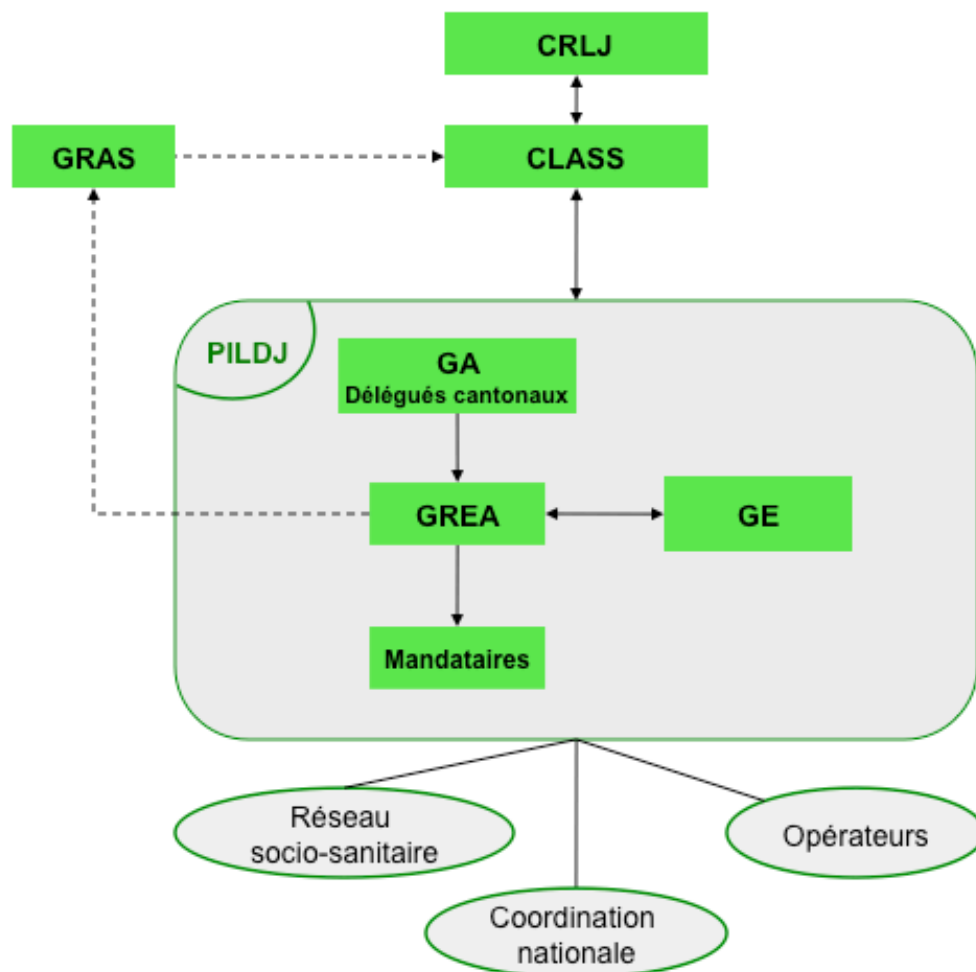 CRLJ
GRAS
CLASS
PILDJ
GA
Délégués cantonaux
GREA
GE
Mandataires
Réseau
socio-sanitaire
Opérateurs
Coordination
nationale